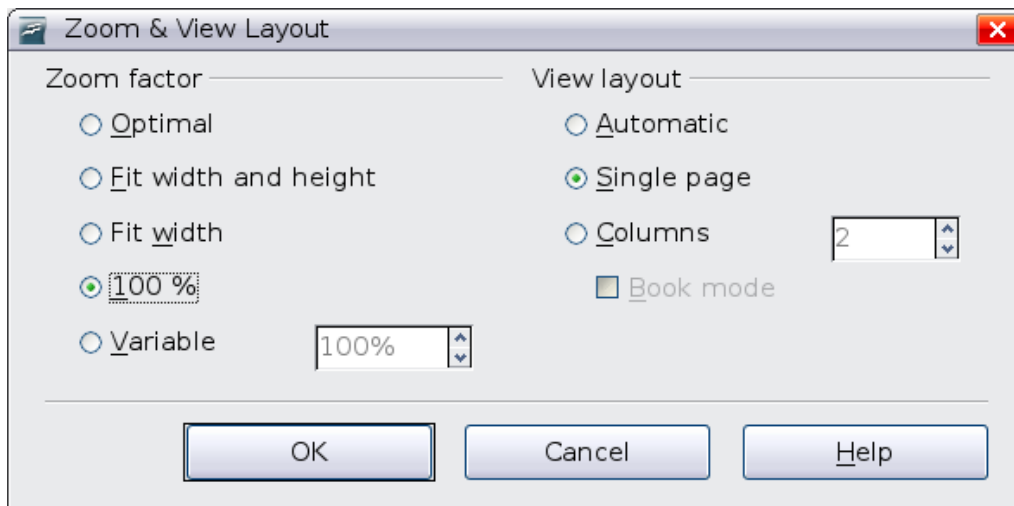 Zoom & View Layout
Zoom factor
Optimal
Fit width and height
Fit width
100 %
Variable 100%
View layout
Automatic
Single page
Columns 2
Book mode
OK Cancel Help